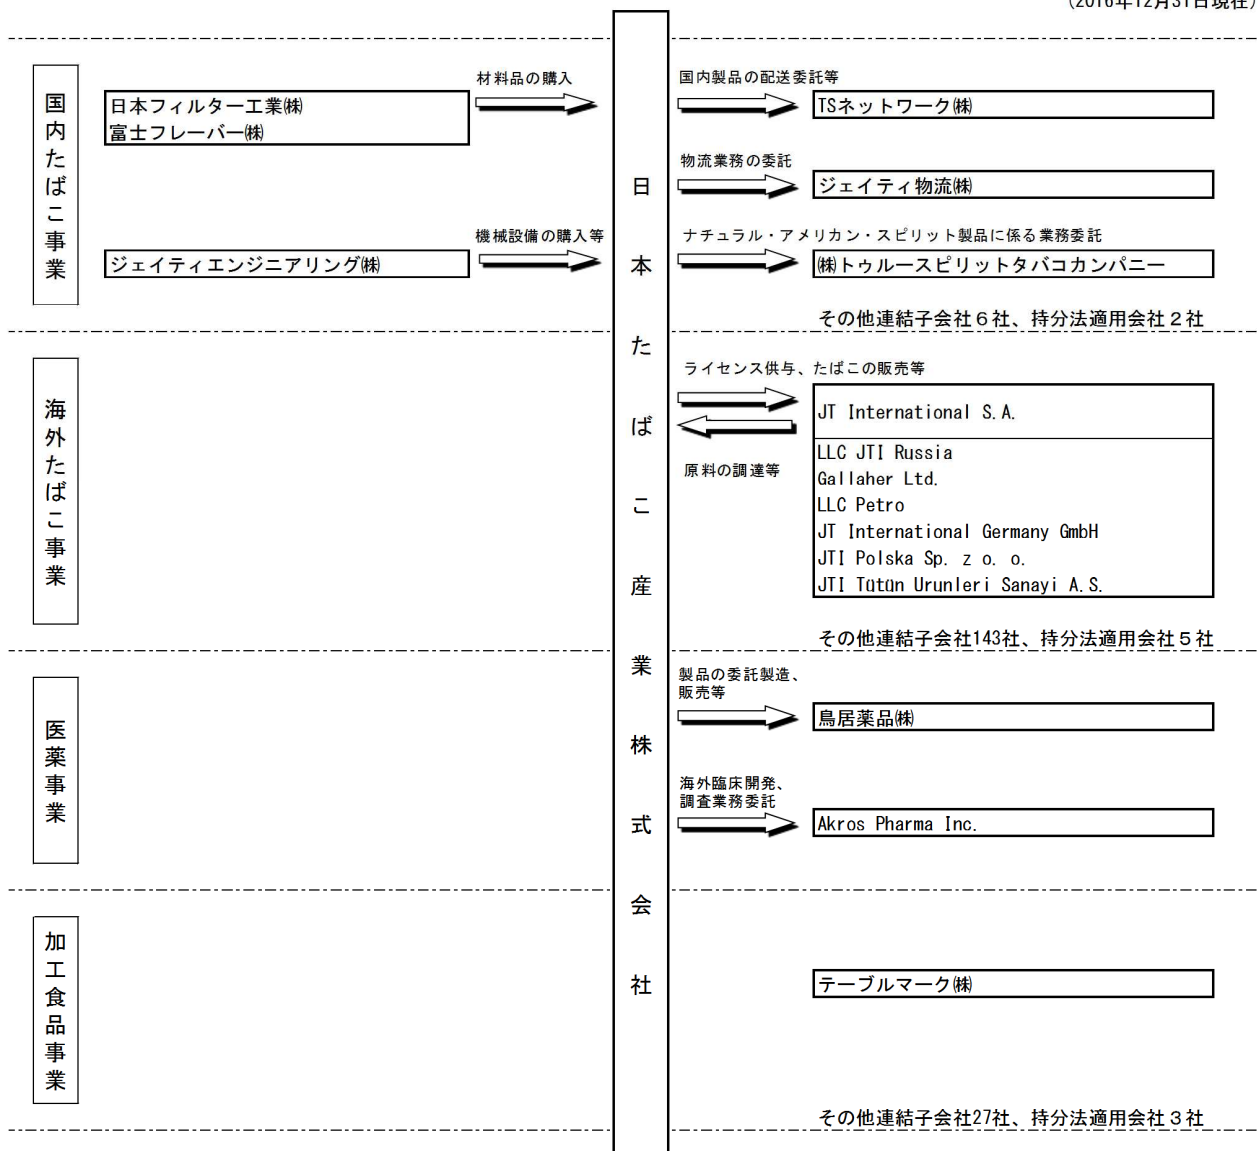 （2016年12月31日現在）
日本たばこ産業株式会社
国内たばこ事業
材料品の購入
日本フィルター工業㈱
富士フレーバー㈱
機械設備の購入等
ジェイティエンジニアリング㈱
国内製品の配送委託等
TSネットワーク㈱
物流業務の委託
ジェイティ物流㈱
ナチュラル・アメリカン・スピリット製品に係る業務委託
㈱トゥルースピリットタバコカンパニー
その他連結子会社６社、持分法適用会社２社
海外たばこ事業
ライセンス供与、たばこの販売等
JT International S.A.
原料の調達等
LLC JTI Russia
Gallaher Ltd.
LLC Petro
JT International Germany GmbH
JTI Polska Sp. z o. o.
JTI Tütün Urunleri Sanayi A.S.
その他連結子会社143社、持分法適用会社５社
医薬事業
製品の委託製造、
販売等
鳥居薬品㈱
海外臨床開発、
調査業務委託
Akros Pharma Inc.
加工食品事業
テーブルマーク㈱
その他連結子会社27社、持分法適用会社３社